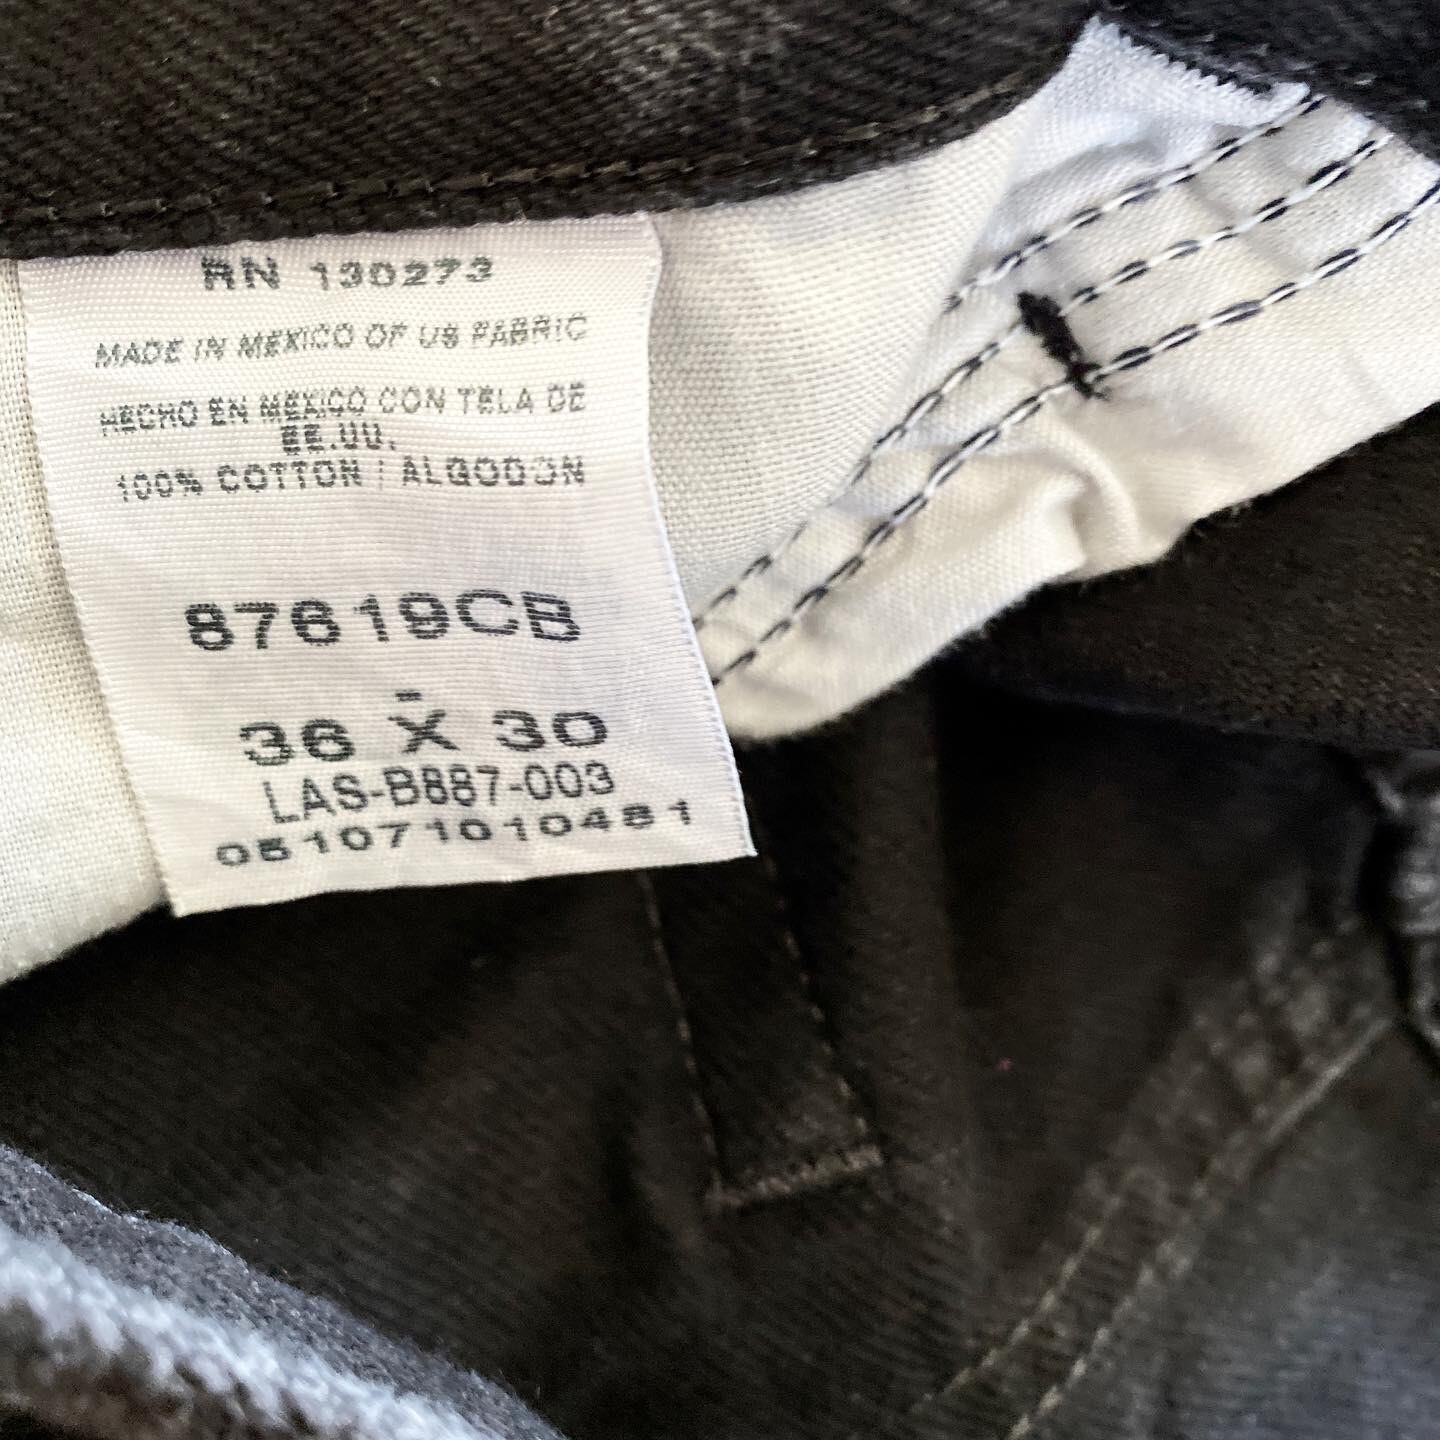 RN 130273
MADE IN MEXICO OF US FABRIC
HECHO EN MEXICO CON TELA DE
EE.UU.
100% COTTON | ALGODON
87619CB
36 X 30
LAS-B887-003
051071010481